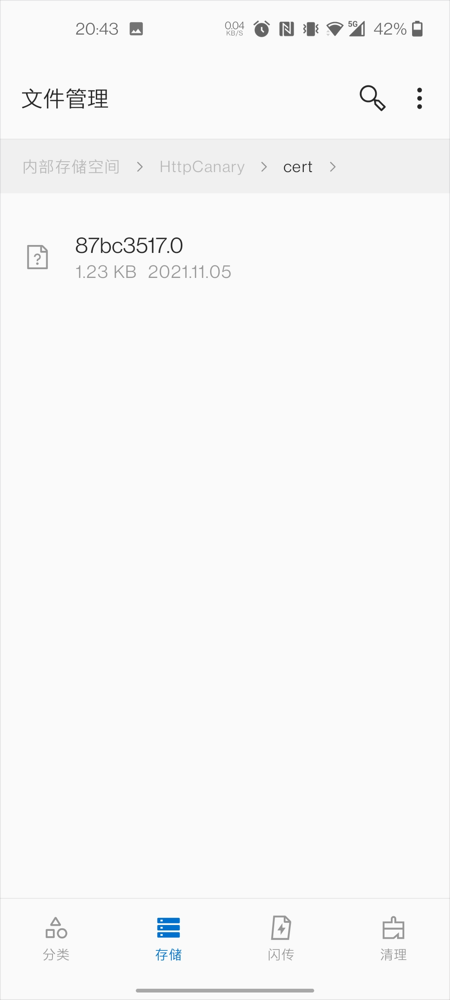 20:43 0.04 KB/S 5G 42%
文件管理
内部存储空间 HttpCanary cert
87bc3517.0
1.23 KB 2021.11.05
分类 存储 闪传 清理